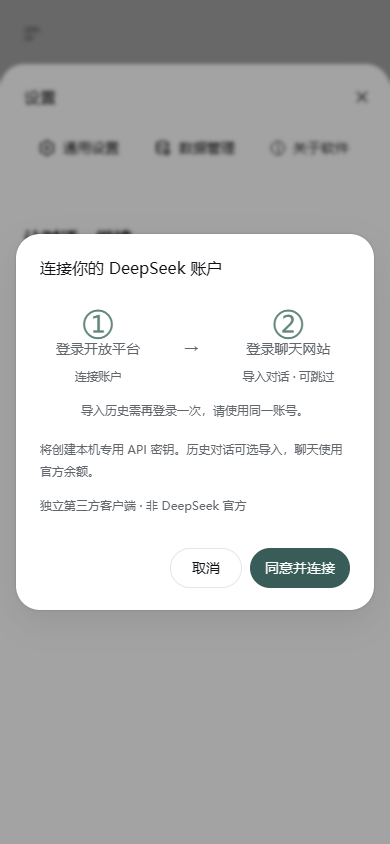 设置
通用设置
数据管理
关于软件
连接你的 DeepSeek 账户
① → ②
登录开放平台
登录聊天网站
连接账户
导入对话 · 可跳过
导入历史需再登录一次，请使用同一账号。
将创建本机专用 API 密钥。历史对话可选导入，聊天使用
官方余额。
独立第三方客户端 · 非 DeepSeek 官方
取消
同意并连接